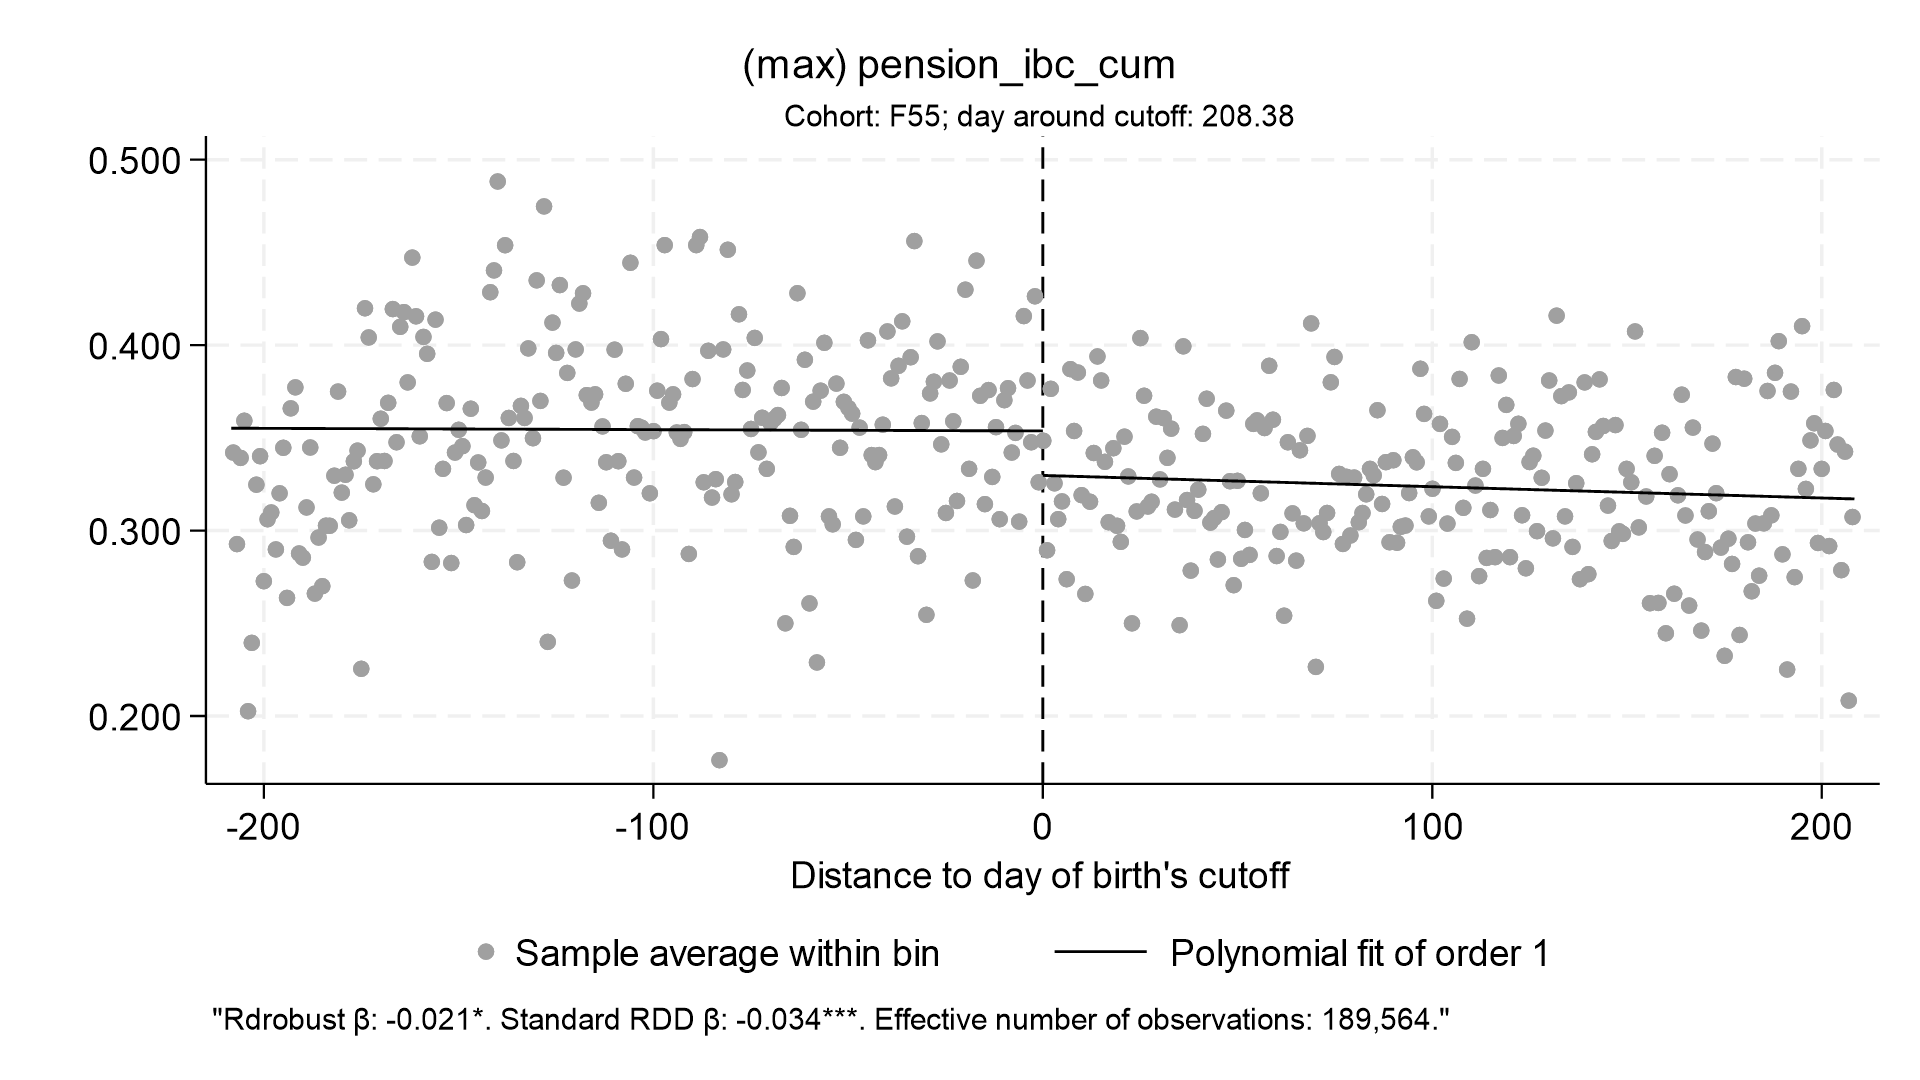 (max) pension_ibc_cum
Cohort: F55; day around cutoff: 208.38
0.500
0.400
0.300
0.200
-200 -100 0 100 200
Distance to day of birth's cutoff
Sample average within bin Polynomial fit of order 1
"Rdrobust β: -0.021*. Standard RDD β: -0.034***. Effective number of observations: 189,564."